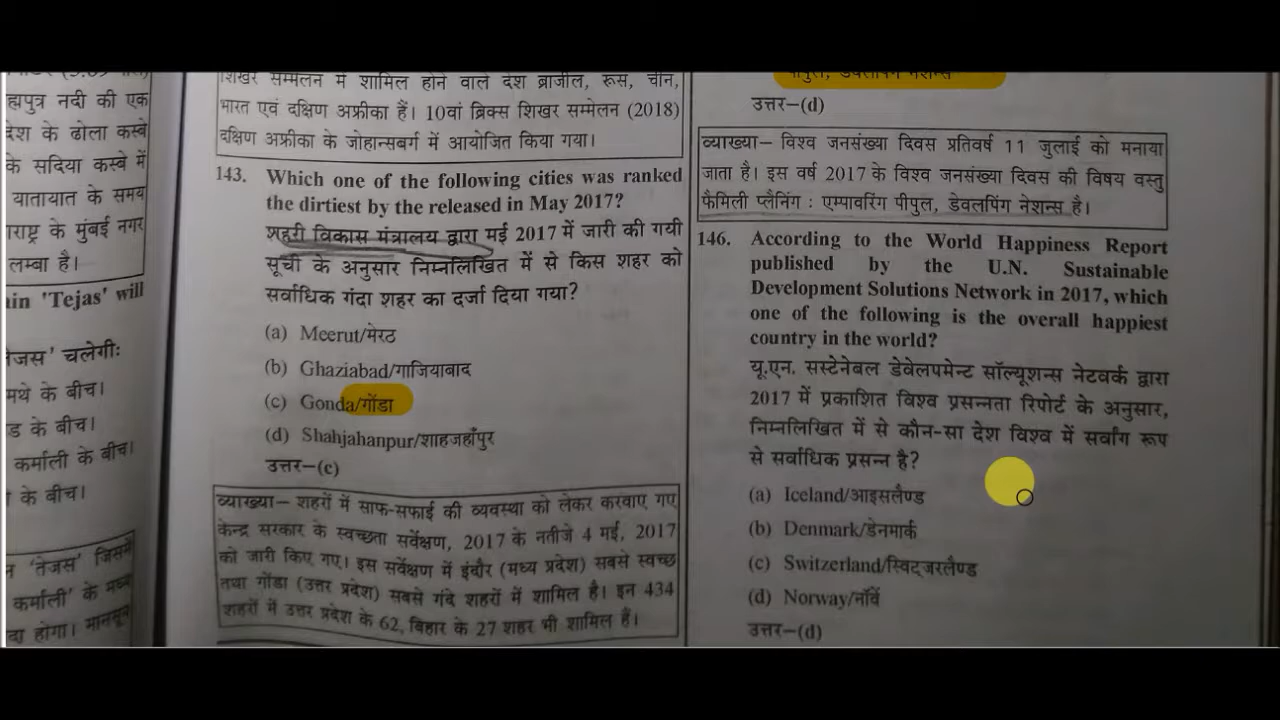 ह्मपुत्र नदी की एक
देश के ढोला कस्बे
के सदिया कस्बे में
यातायात के समय
राष्ट्र के मुंबई नगर
लम्बा है।
ain 'Tejas' will
तेजस' चलेगीः
मथे के बीच।
ड के बीच।
कर्माली के बीच।
के बीच।
न 'तेजस' जिसमें
कर्माली' के मध्य
दा होगा। मानसून
शिखर सम्मेलन में शामिल होने वाले देश ब्राजील, रूस, चीन,
भारत एवं दक्षिण अफ्रीका हैं। 10वां ब्रिक्स शिखर सम्मेलन (2018)
दक्षिण अफ्रीका के जोहान्सबर्ग में आयोजित किया गया।
143. Which one of the following cities was ranked
the dirtiest by the released in May 2017?
शहरी विकास मंत्रालय द्वारा मई 2017 में जारी की गयी
सूची के अनुसार निम्नलिखित में से किस शहर को
सर्वाधिक गंदा शहर का दर्जा दिया गया?
(a) Meerut/मेरठ
(b) Ghaziabad/गाजियाबाद
(c) Gonda/गोंडा
(d) Shahjahanpur/शाहजहाँपुर
उत्तर–(c)
व्याख्या– शहरों में साफ-सफाई की व्यवस्था को लेकर करवाए गए
केन्द्र सरकार के स्वच्छता सर्वेक्षण, 2017 के नतीजे 4 मई, 2017
को जारी किए गए। इस सर्वेक्षण में इंदौर (मध्य प्रदेश) सबसे स्वच्छ
तथा गोंडा (उत्तर प्रदेश) सबसे गंदे शहरों में शामिल है। इन 434
शहरों में उत्तर प्रदेश के 62, बिहार के 27 शहर भी शामिल हैं।
पीपुल, डेवलपिंग नेशन्स
उत्तर–(d)
व्याख्या– विश्व जनसंख्या दिवस प्रतिवर्ष 11 जुलाई को मनाया
जाता है। इस वर्ष 2017 के विश्व जनसंख्या दिवस की विषय वस्तु
फैमिली प्लैनिंग : एम्पावरिंग पीपुल, डेवलपिंग नेशन्स है।
146. According to the World Happiness Report
published by the U.N. Sustainable
Development Solutions Network in 2017, which
one of the following is the overall happiest
country in the world?
यू.एन. सस्टेनेबल डेवेलपमेन्ट सॉल्यूशन्स नेटवर्क द्वारा
2017 में प्रकाशित विश्व प्रसन्नता रिपोर्ट के अनुसार,
निम्नलिखित में से कौन-सा देश विश्व में सर्वांग रूप
से सर्वाधिक प्रसन्न है?
(a) Iceland/आइसलैण्ड
(b) Denmark/डेनमार्क
(c) Switzerland/स्विट्जरलैण्ड
(d) Norway/नॉर्वे
उत्तर–(d)